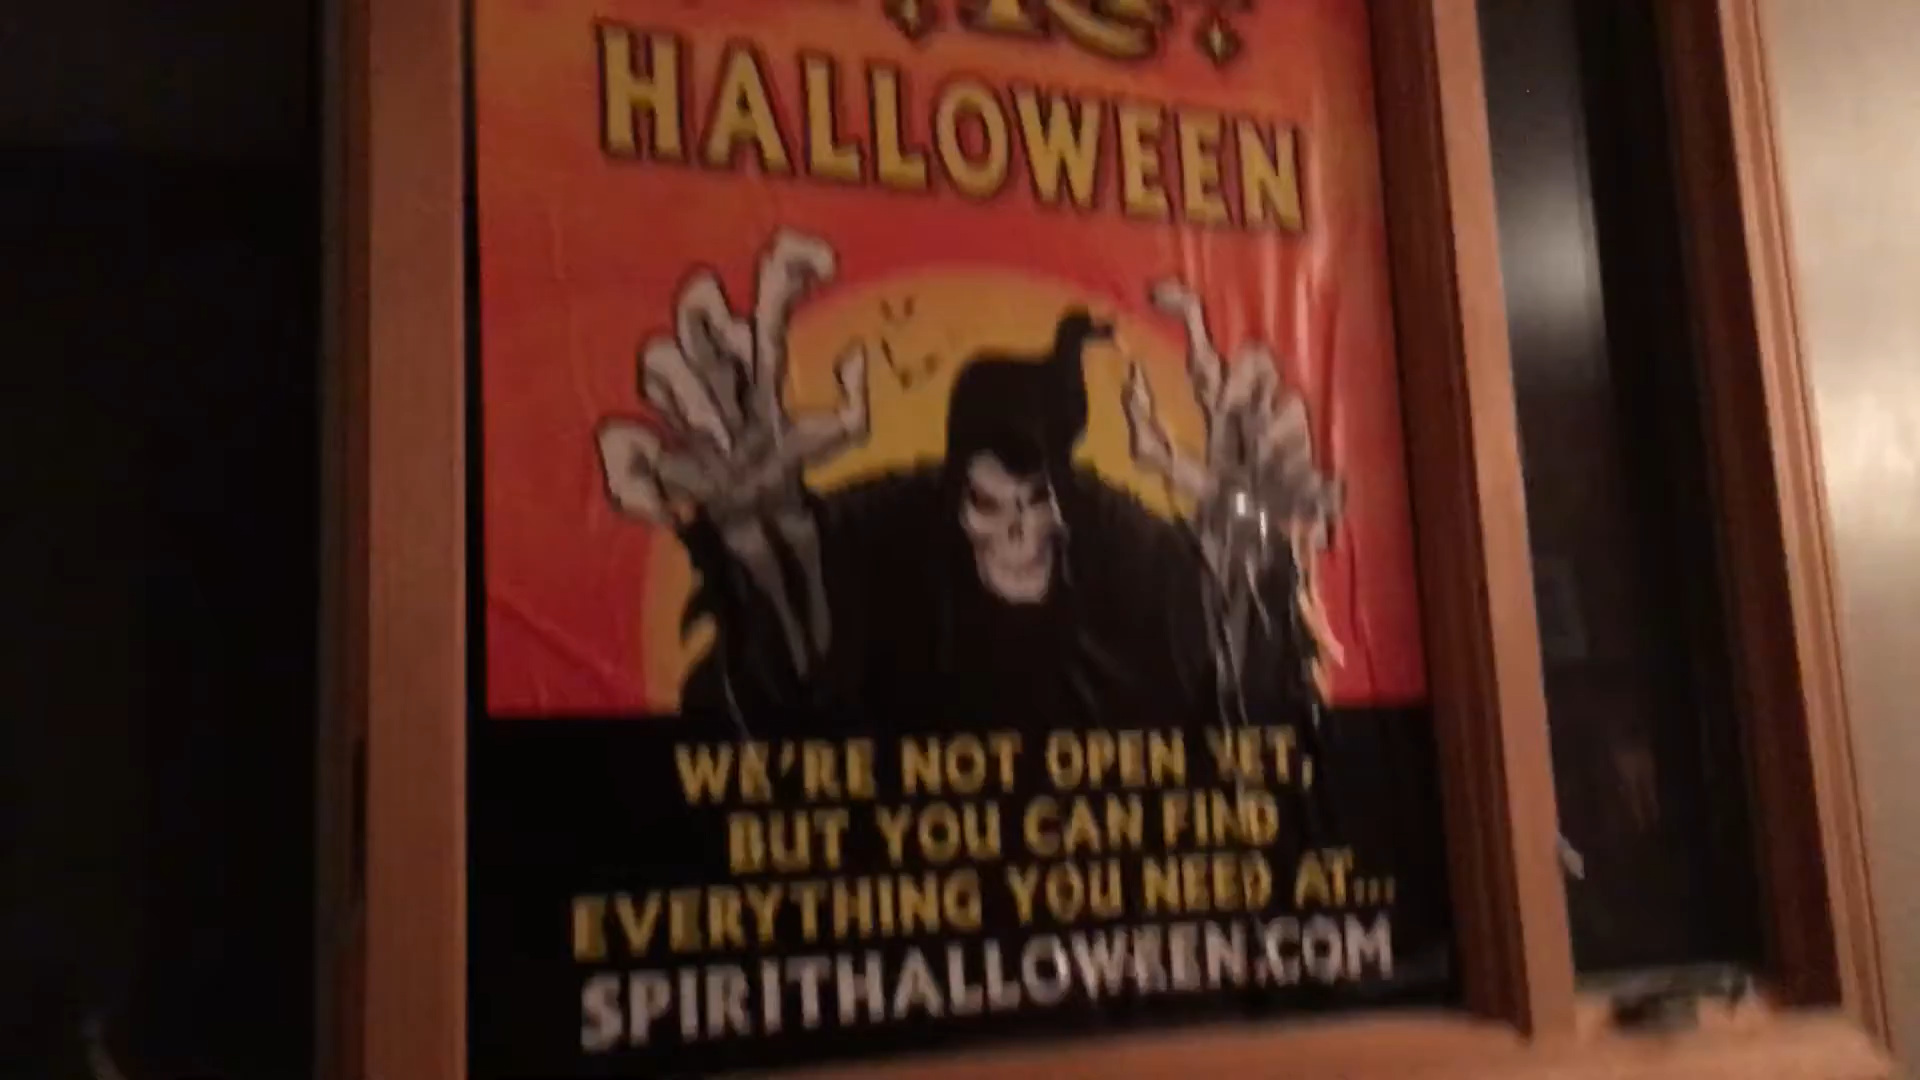 HALLOWEEN
WE'RE NOT OPEN YET,
BUT YOU CAN FIND
EVERYTHING YOU NEED AT...
SPIRITHALLOWEEN.COM